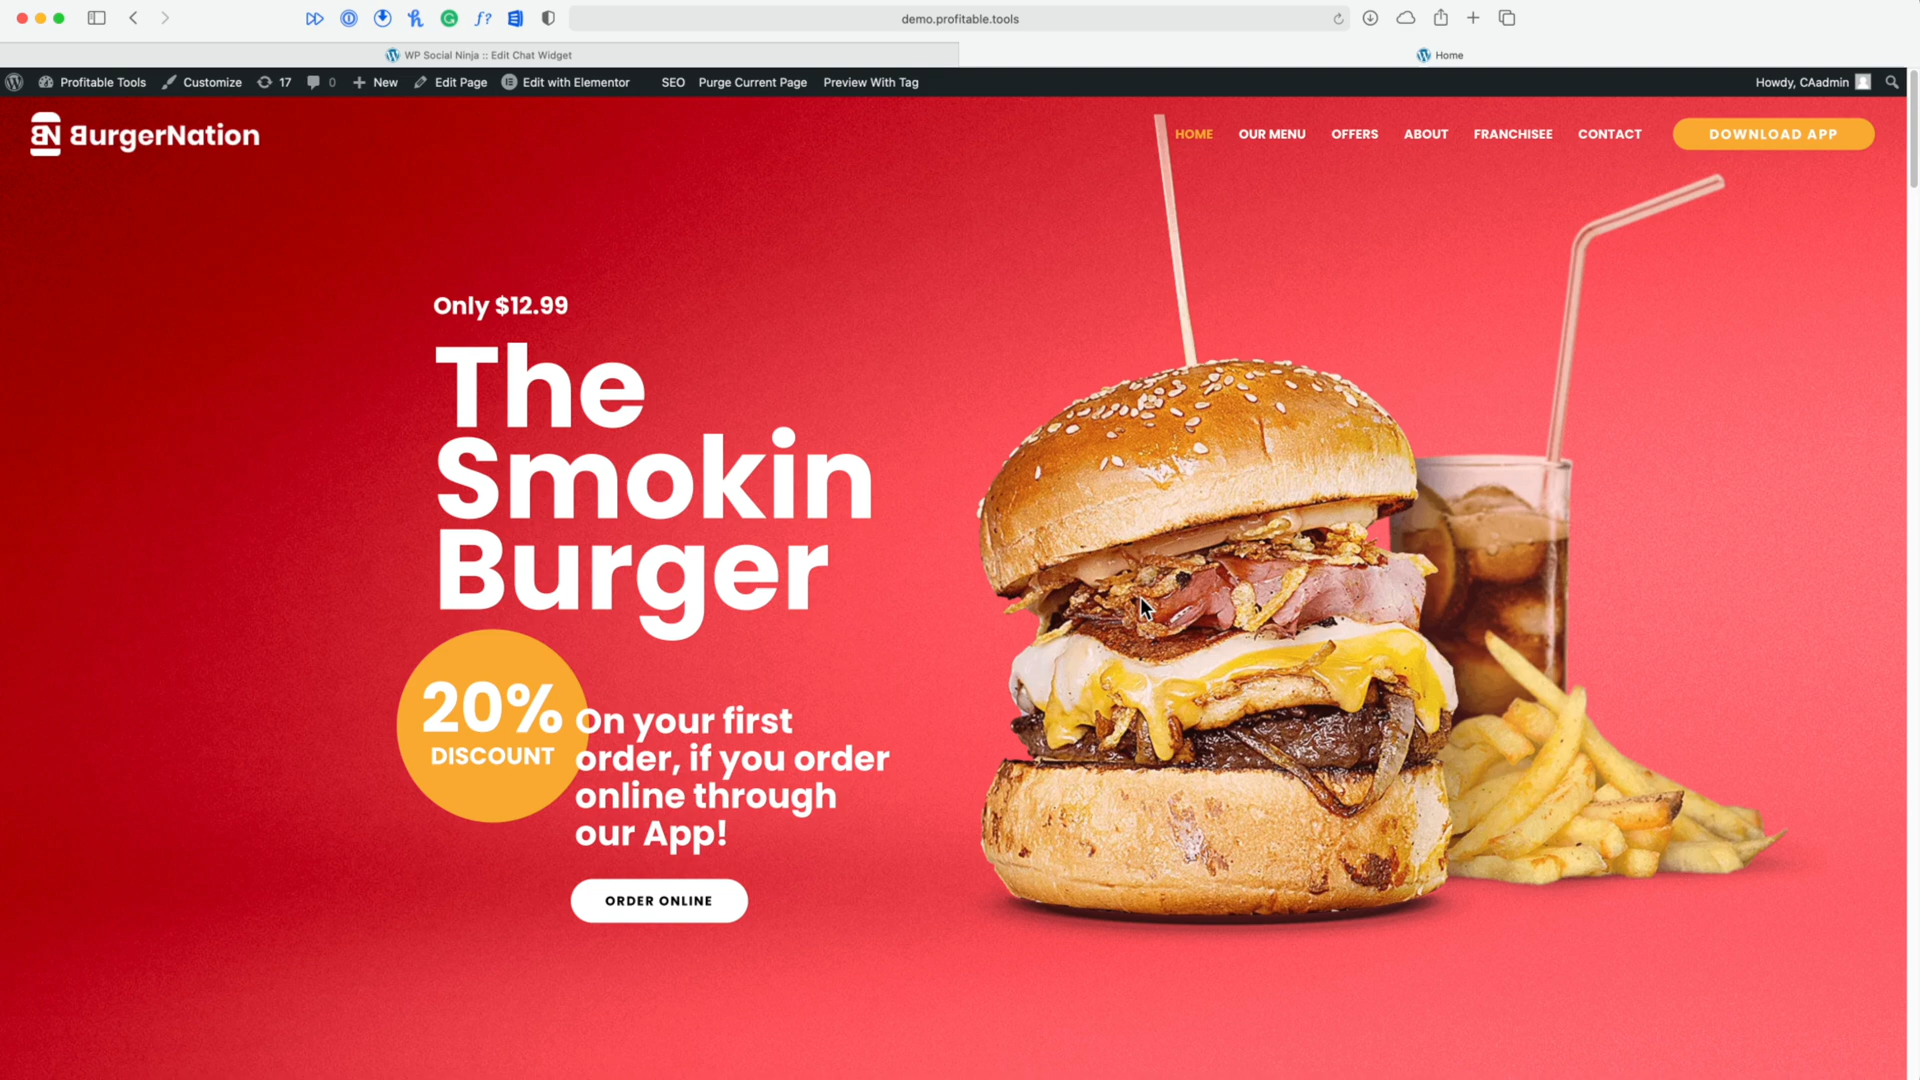 demo.profitable.tools
WP Social Ninja :: Edit Chat Widget
Home
Profitable Tools
Customize
17
0
New
Edit Page
Edit with Elementor
SEO
Purge Current Page
Preview With Tag
Howdy, CAadmin
BN BurgerNation
HOME
OUR MENU
OFFERS
ABOUT
FRANCHISEE
CONTACT
DOWNLOAD APP
Only $12.99
The
Smokin
Burger
20%
DISCOUNT
On your first
order, if you order
online through
our App!
ORDER ONLINE